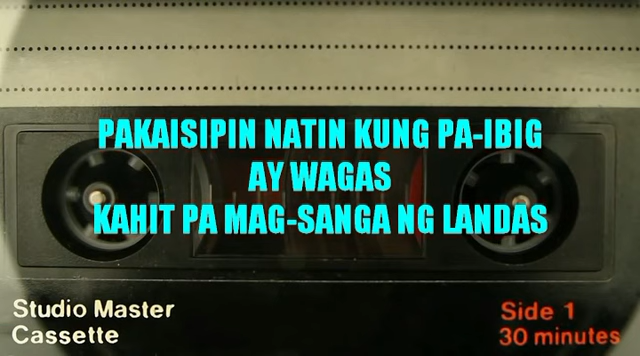 PAKAISIPIN NATIN KUNG PA-IBIG
AY WAGAS
KAHIT PA MAG-SANGA NG LANDAS
Studio Master
Cassette
Side 1
30 minutes